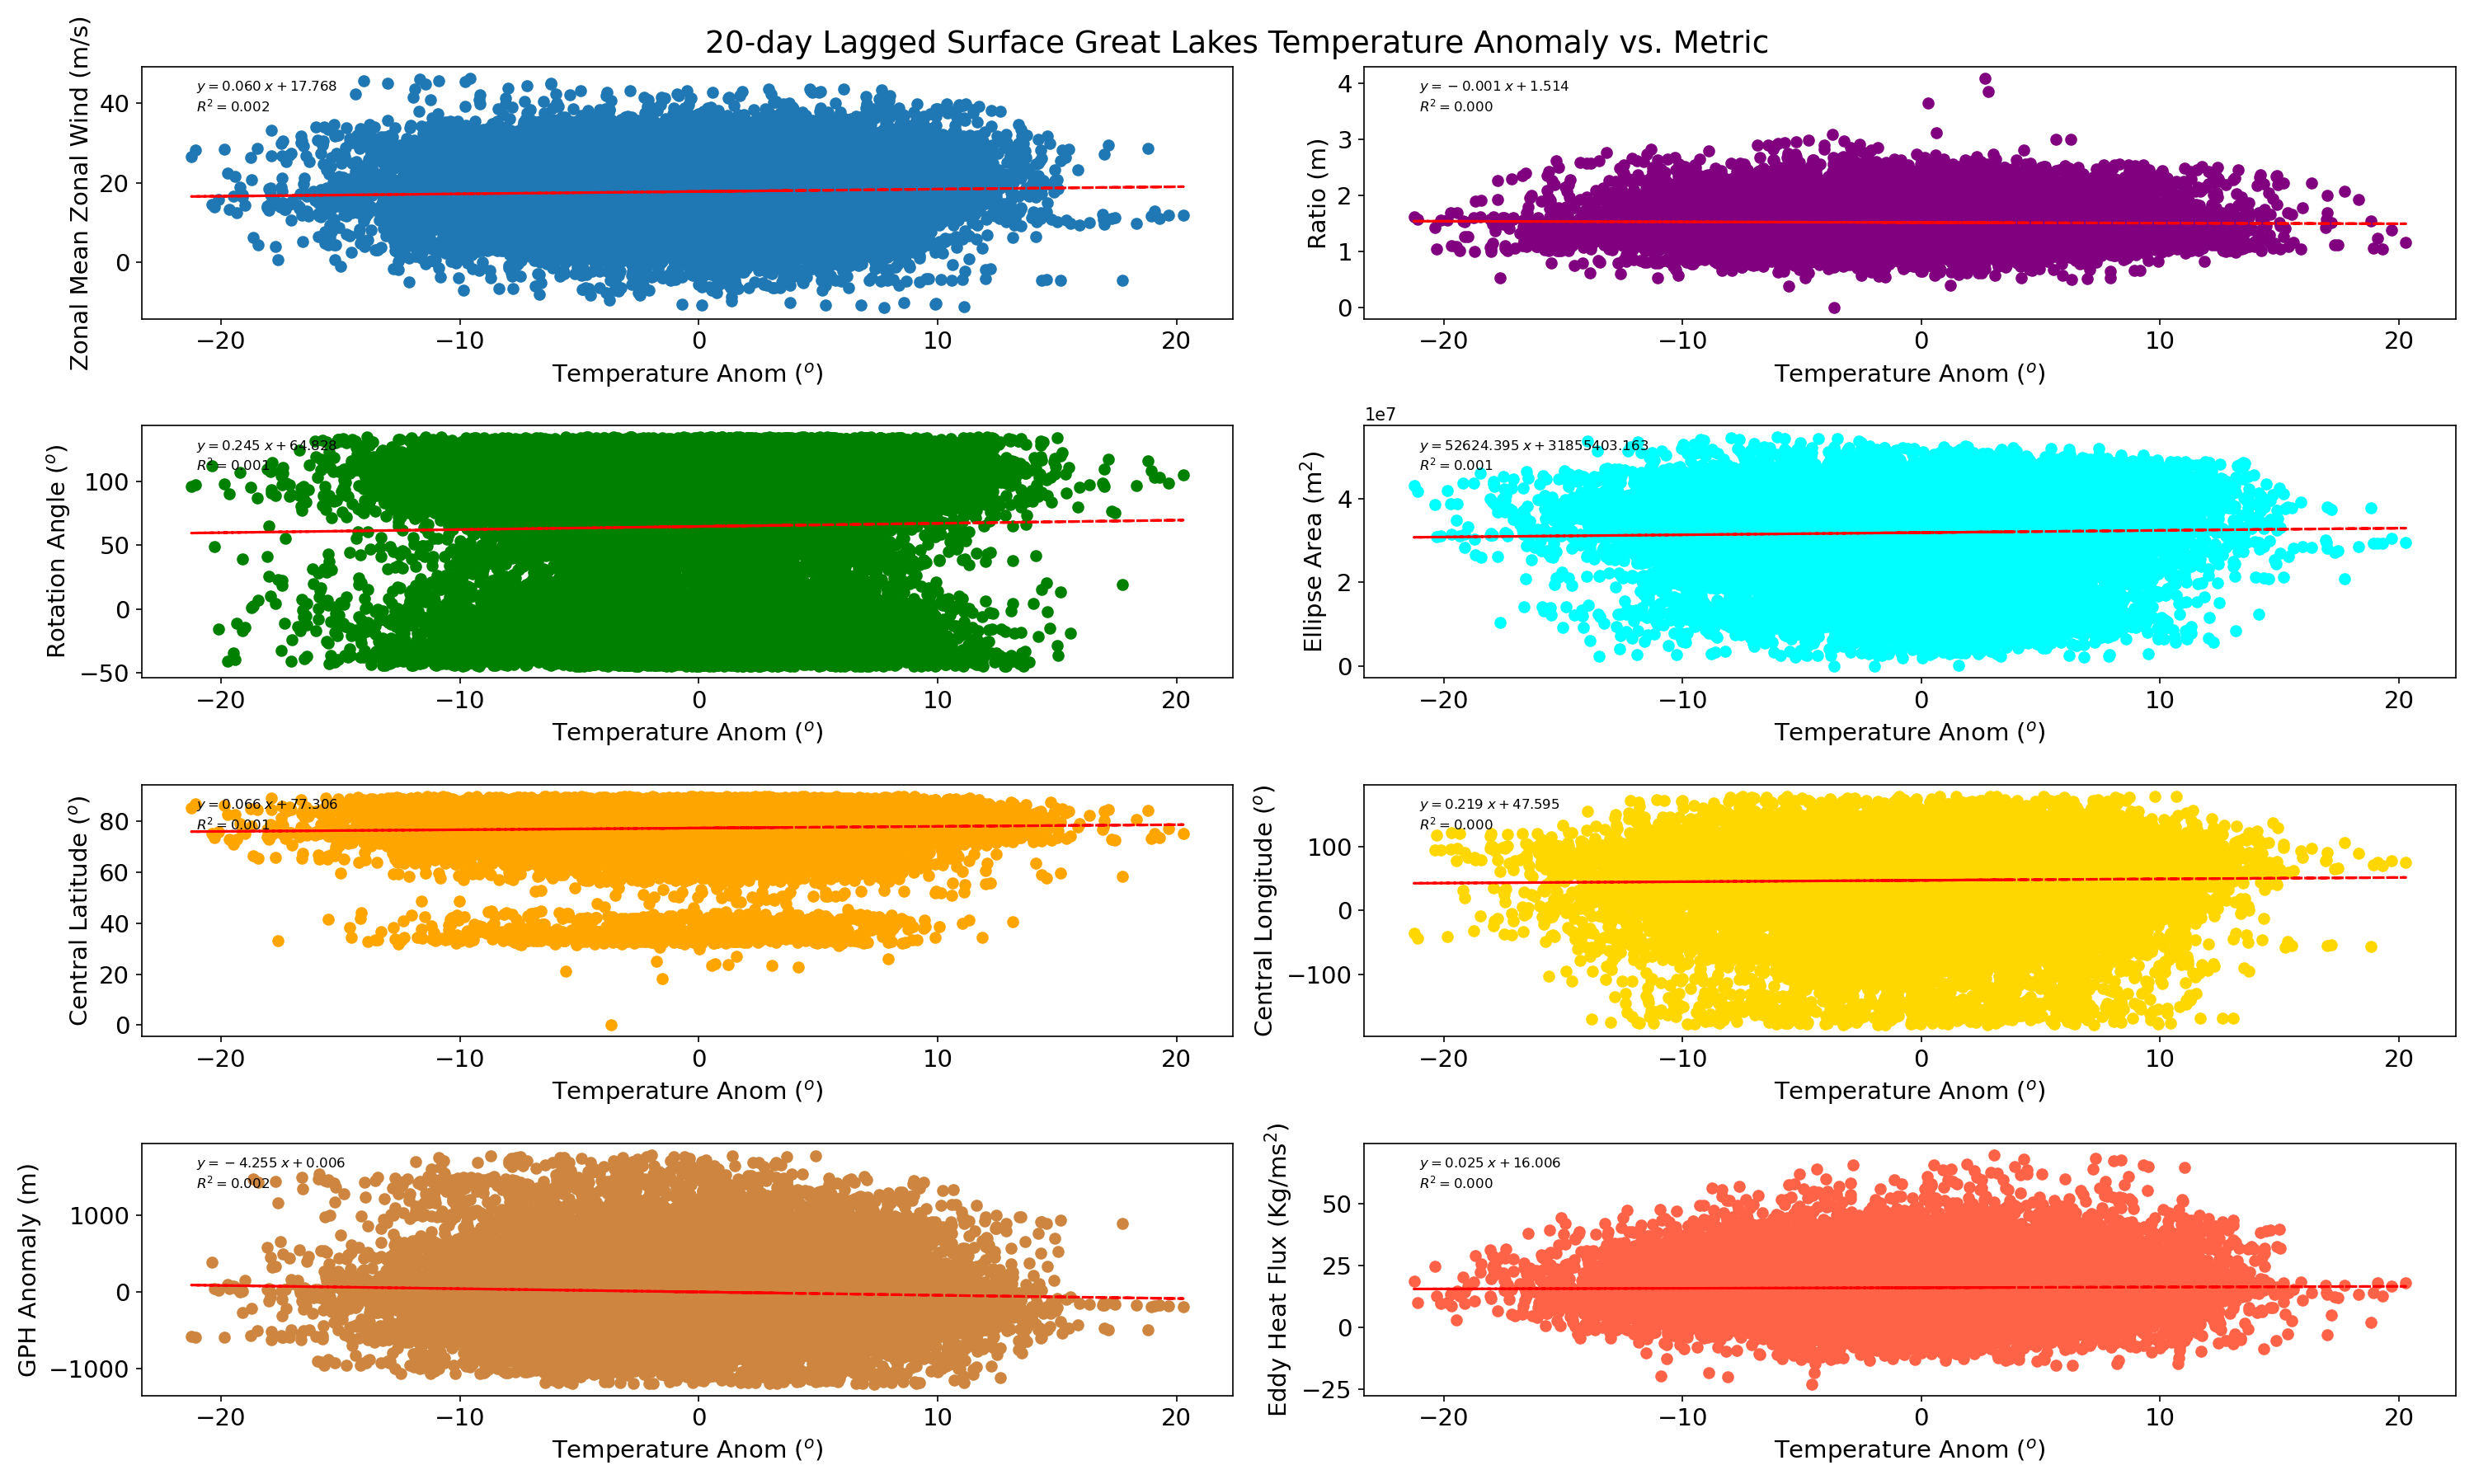 20-day Lagged Surface Great Lakes Temperature Anomaly vs. Metric
Zonal Mean Zonal Wind (m/s)
y = 0.060 x + 17.768
R² = 0.002
40
20
0
−20 −10 0 10 20
Temperature Anom (°)
Ratio (m)
y = − 0.001 x + 1.514
R² = 0.000
4
3
2
1
0
−20 −10 0 10 20
Temperature Anom (°)
Rotation Angle (°)
y = 0.245 x + 64.828
R² = 0.001
100
50
0
−50
−20 −10 0 10 20
Temperature Anom (°)
Ellipse Area (m²)
1e7
y = 52624.395 x + 31855403.163
R² = 0.001
4
2
0
−20 −10 0 10 20
Temperature Anom (°)
Central Latitude (°)
y = 0.066 x + 77.306
R² = 0.001
80
60
40
20
0
−20 −10 0 10 20
Temperature Anom (°)
Central Longitude (°)
y = 0.219 x + 47.595
R² = 0.000
100
0
−100
−20 −10 0 10 20
Temperature Anom (°)
GPH Anomaly (m)
y = − 4.255 x + 0.006
R² = 0.002
1000
0
−1000
−20 −10 0 10 20
Temperature Anom (°)
Eddy Heat Flux (Kg/ms²)
y = 0.025 x + 16.006
R² = 0.000
50
25
0
−25
−20 −10 0 10 20
Temperature Anom (°)